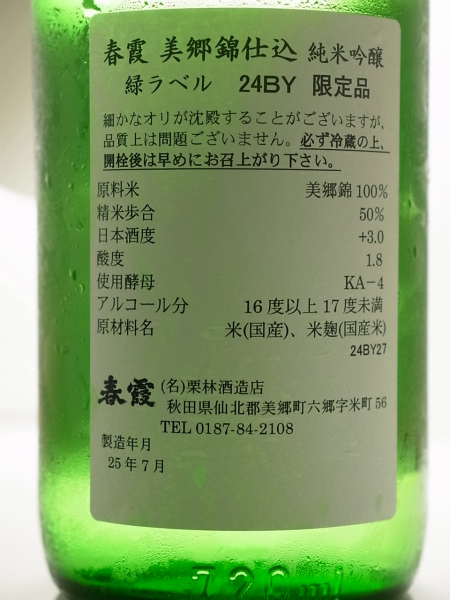 春霞 美郷錦仕込 純米吟醸
緑ラベル 24BY 限定品
細かなオリが沈殿することがございますが、
品質上は問題ございません。必ず冷蔵の上、
開栓後は早めにお召上がり下さい。
原料米 美郷錦100%
精米歩合 50%
日本酒度 +3.0
酸度 1.8
使用酵母 KA-4
アルコール分 16度以上17度未満
原材料名 米(国産)、米麹(国産米)
24BY27
春霞 (名)栗林酒造店
秋田県仙北郡美郷町六郷字米町56
TEL 0187-84-2108
製造年月
25年7月
720ml